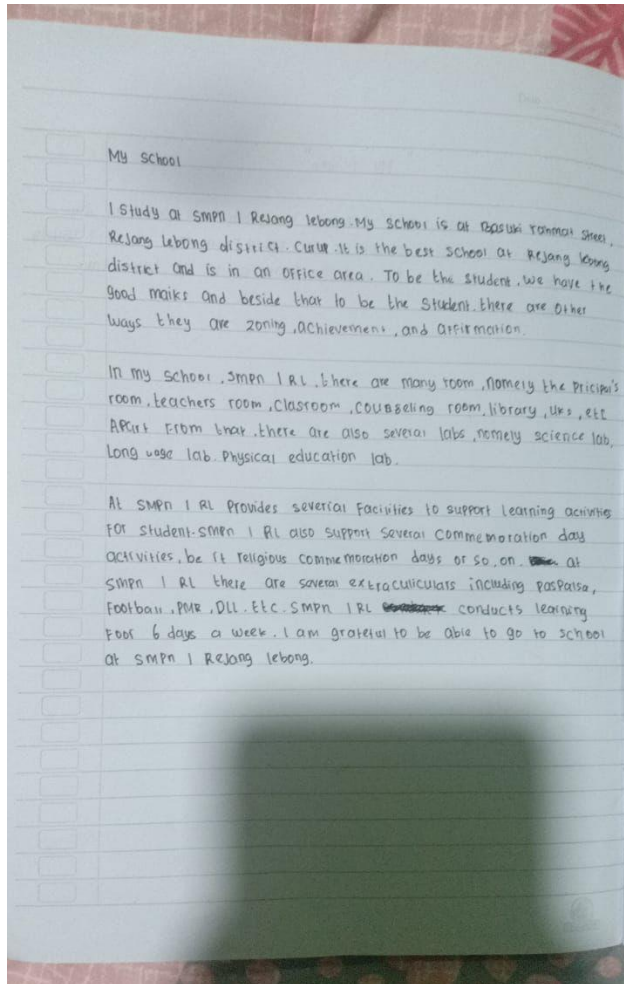 My School
I Study at SMPN 1 Rejang lebong. My school is at Basuki rahmat Street,
Rejang Lebong district. Curup. It is the best school at Rejang lebong
district and is in an office area. To be the student, we have the
good maiks and beside that to be the Student. there are other
ways they are zoning, achievement, and affirmation.
In my school, SMPN 1 RL, there are many room, namely the Pricipal's
room, teachers room, Clasroom, Counseling room, library, UKS, etc
Apart From that, there are also several labs, namely science lab,
Language lab. Physical education lab.
At SMPN 1 RL Provides severial Facilities to support learning activities
For student. SMPN 1 RL also support Several Commemoration day
activities, be it religious commemoration days or so, on. at
SMPN 1 RL there are several extraculiculars including paspalsa,
Football, PMR, DLL. Etc. SMPN 1 RL conducts learning
Foor 6 days a week. I am grateful to be able to go to school
at SMPN 1 Rejang lebong.